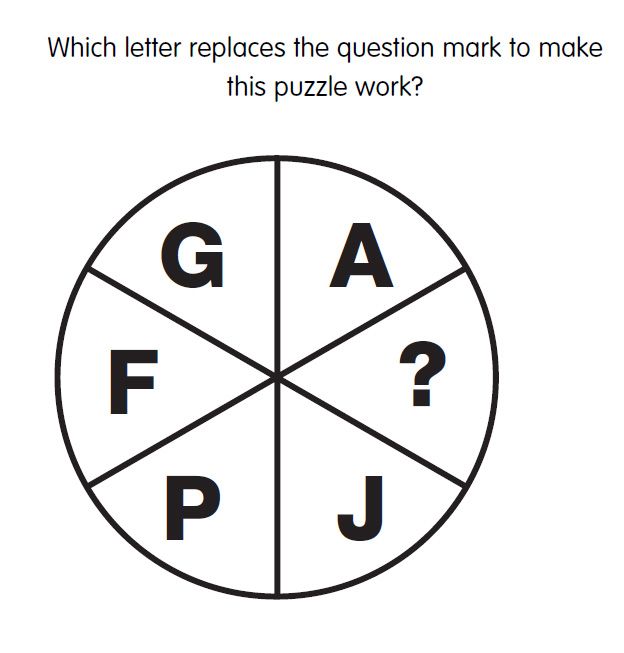 Which letter replaces the question mark to make
this puzzle work?
G A
F ?
P J